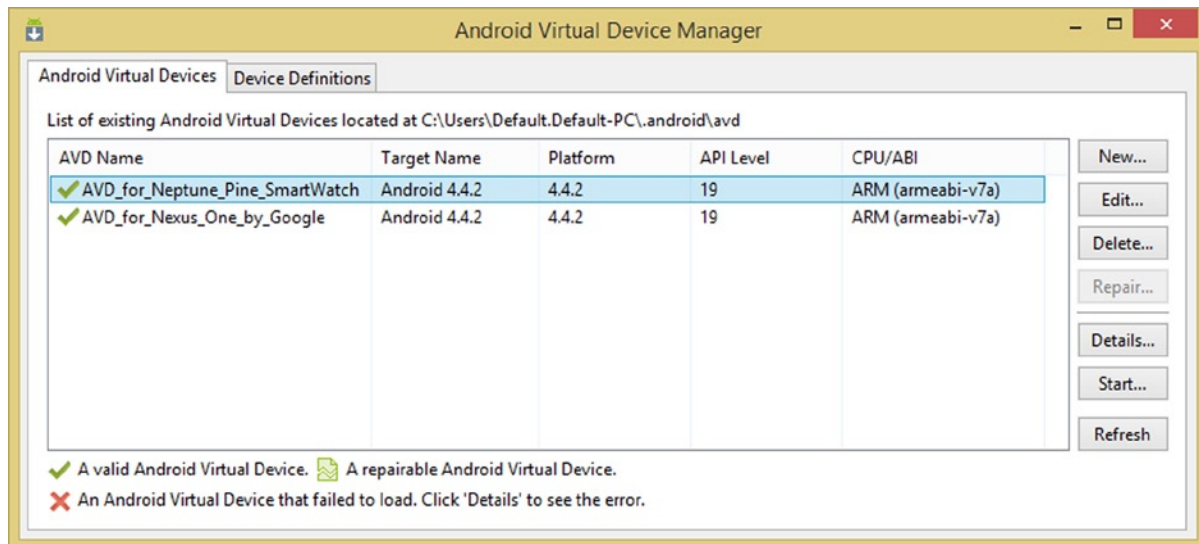 Android Virtual Device Manager
Android Virtual Devices Device Definitions
List of existing Android Virtual Devices located at C:\Users\Default.Default-PC\.android\avd
AVD Name Target Name Platform API Level CPU/ABI
AVD_for_Neptune_Pine_SmartWatch Android 4.4.2 4.4.2 19 ARM (armeabi-v7a)
AVD_for_Nexus_One_by_Google Android 4.4.2 4.4.2 19 ARM (armeabi-v7a)
New...
Edit...
Delete...
Repair...
Details...
Start...
Refresh
A valid Android Virtual Device. A repairable Android Virtual Device.
An Android Virtual Device that failed to load. Click 'Details' to see the error.